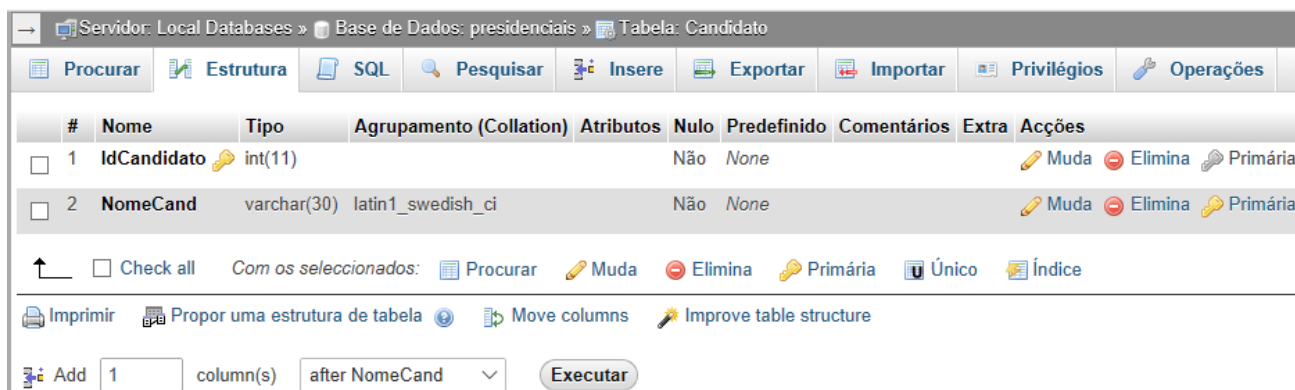 Servidor: Local Databases » Base de Dados: presidenciais » Tabela: Candidato
Procurar Estrutura SQL Pesquisar Insere Exportar Importar Privilégios Operações
# Nome Tipo Agrupamento (Collation) Atributos Nulo Predefinido Comentários Extra Acções
1 IdCandidato int(11) Não None Muda Elimina Primária
2 NomeCand varchar(30) latin1_swedish_ci Não None Muda Elimina Primária
Check all Com os seleccionados: Procurar Muda Elimina Primária Único Índice
Imprimir Propor uma estrutura de tabela Move columns Improve table structure
Add 1 column(s) after NomeCand Executar